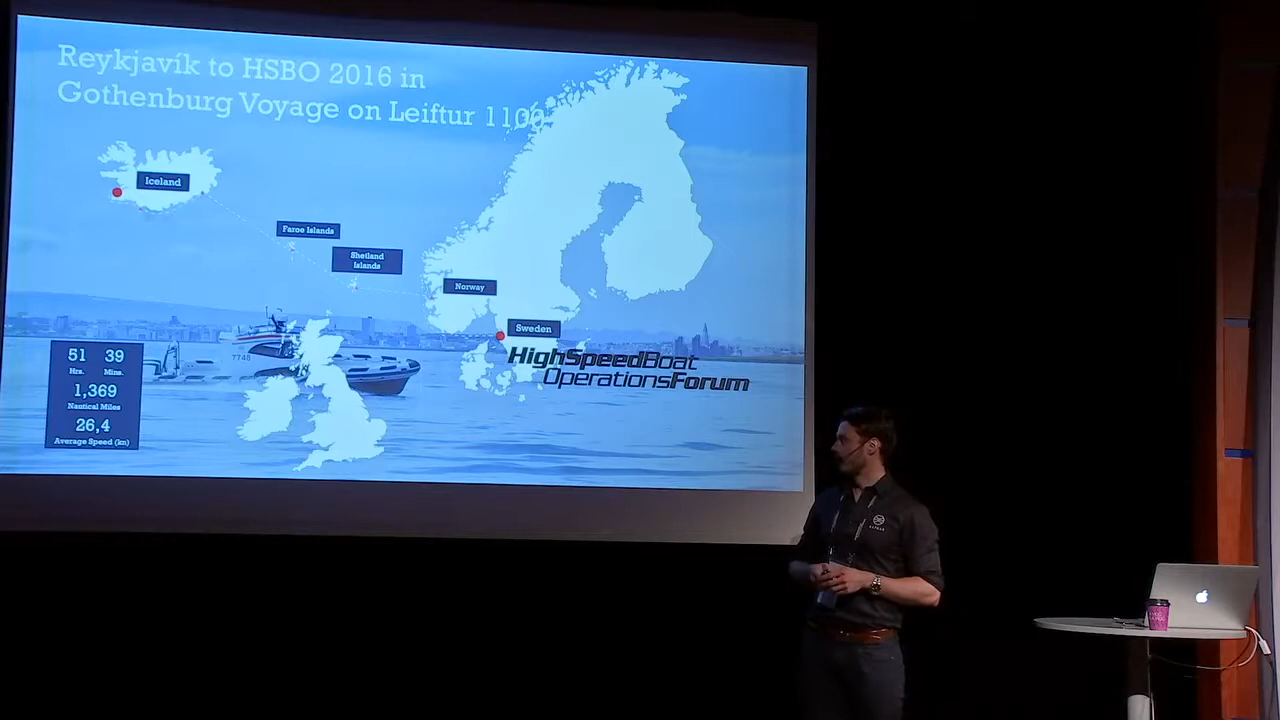 Reykjavík to HSBO 2016 in
Gothenburg Voyage on Leiftur 1100
Iceland
Faroe Islands
Shetland
Islands
Norway
Sweden
HighSpeedBoat
OperationsForum
7748
51 39
Hrs. Mins.
1,369
Nautical Miles
26,4
Average Speed (kn)